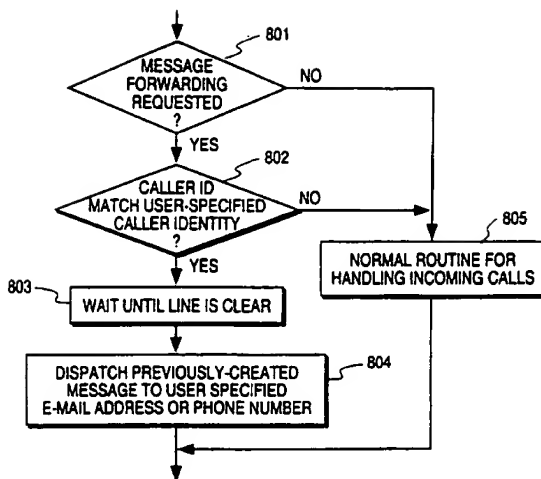 801
MESSAGE
FORWARDING
REQUESTED
?
NO
YES
802
CALLER ID
MATCH USER-SPECIFIED
CALLER IDENTITY
?
NO
YES
805
NORMAL ROUTINE FOR
HANDLING INCOMING CALLS
803
WAIT UNTIL LINE IS CLEAR
804
DISPATCH PREVIOUSLY-CREATED
MESSAGE TO USER SPECIFIED
E-MAIL ADDRESS OR PHONE NUMBER